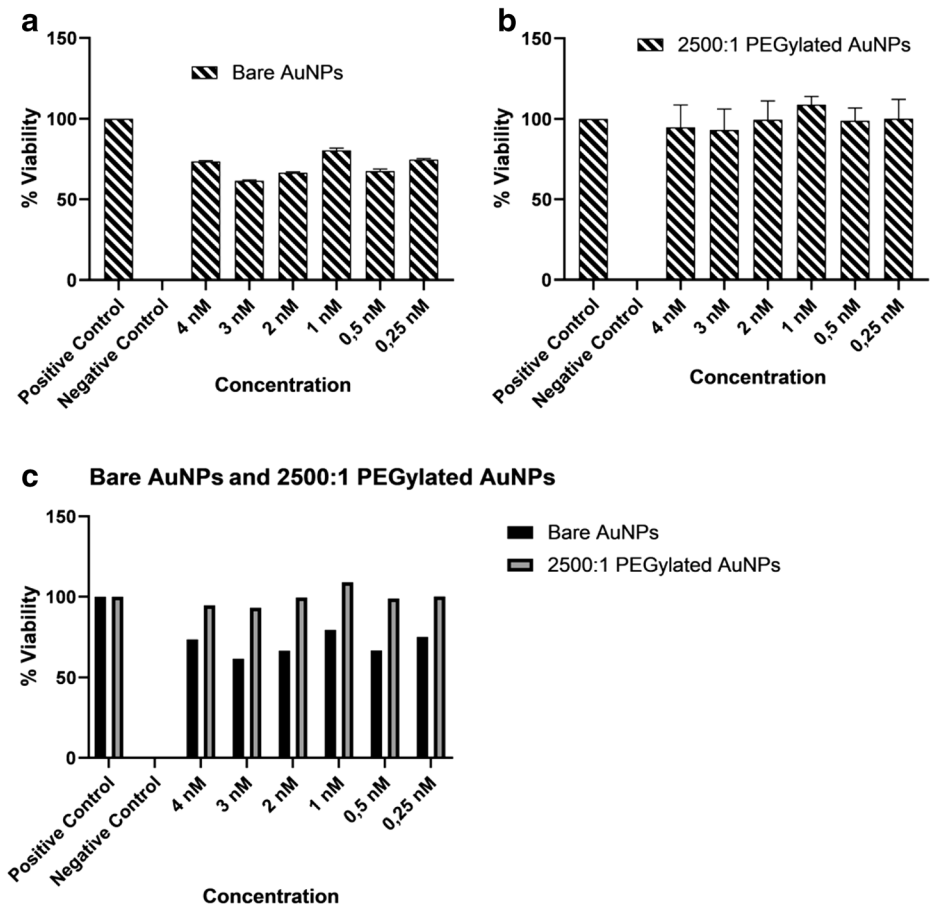 a
150
100
50
0
% Viability
Bare AuNPs
Positive Control
Negative Control
4 nM
3 nM
2 nM
1 nM
0,5 nM
0,25 nM
Concentration
b
150
100
50
0
% Viability
2500:1 PEGylated AuNPs
Positive Control
Negative Control
4 nM
3 nM
2 nM
1 nM
0,5 nM
0,25 nM
Concentration
c
Bare AuNPs and 2500:1 PEGylated AuNPs
150
100
50
0
% Viability
Bare AuNPs
2500:1 PEGylated AuNPs
Positive Control
Negative Control
4 nM
3 nM
2 nM
1 nM
0,5 nM
0,25 nM
Concentration